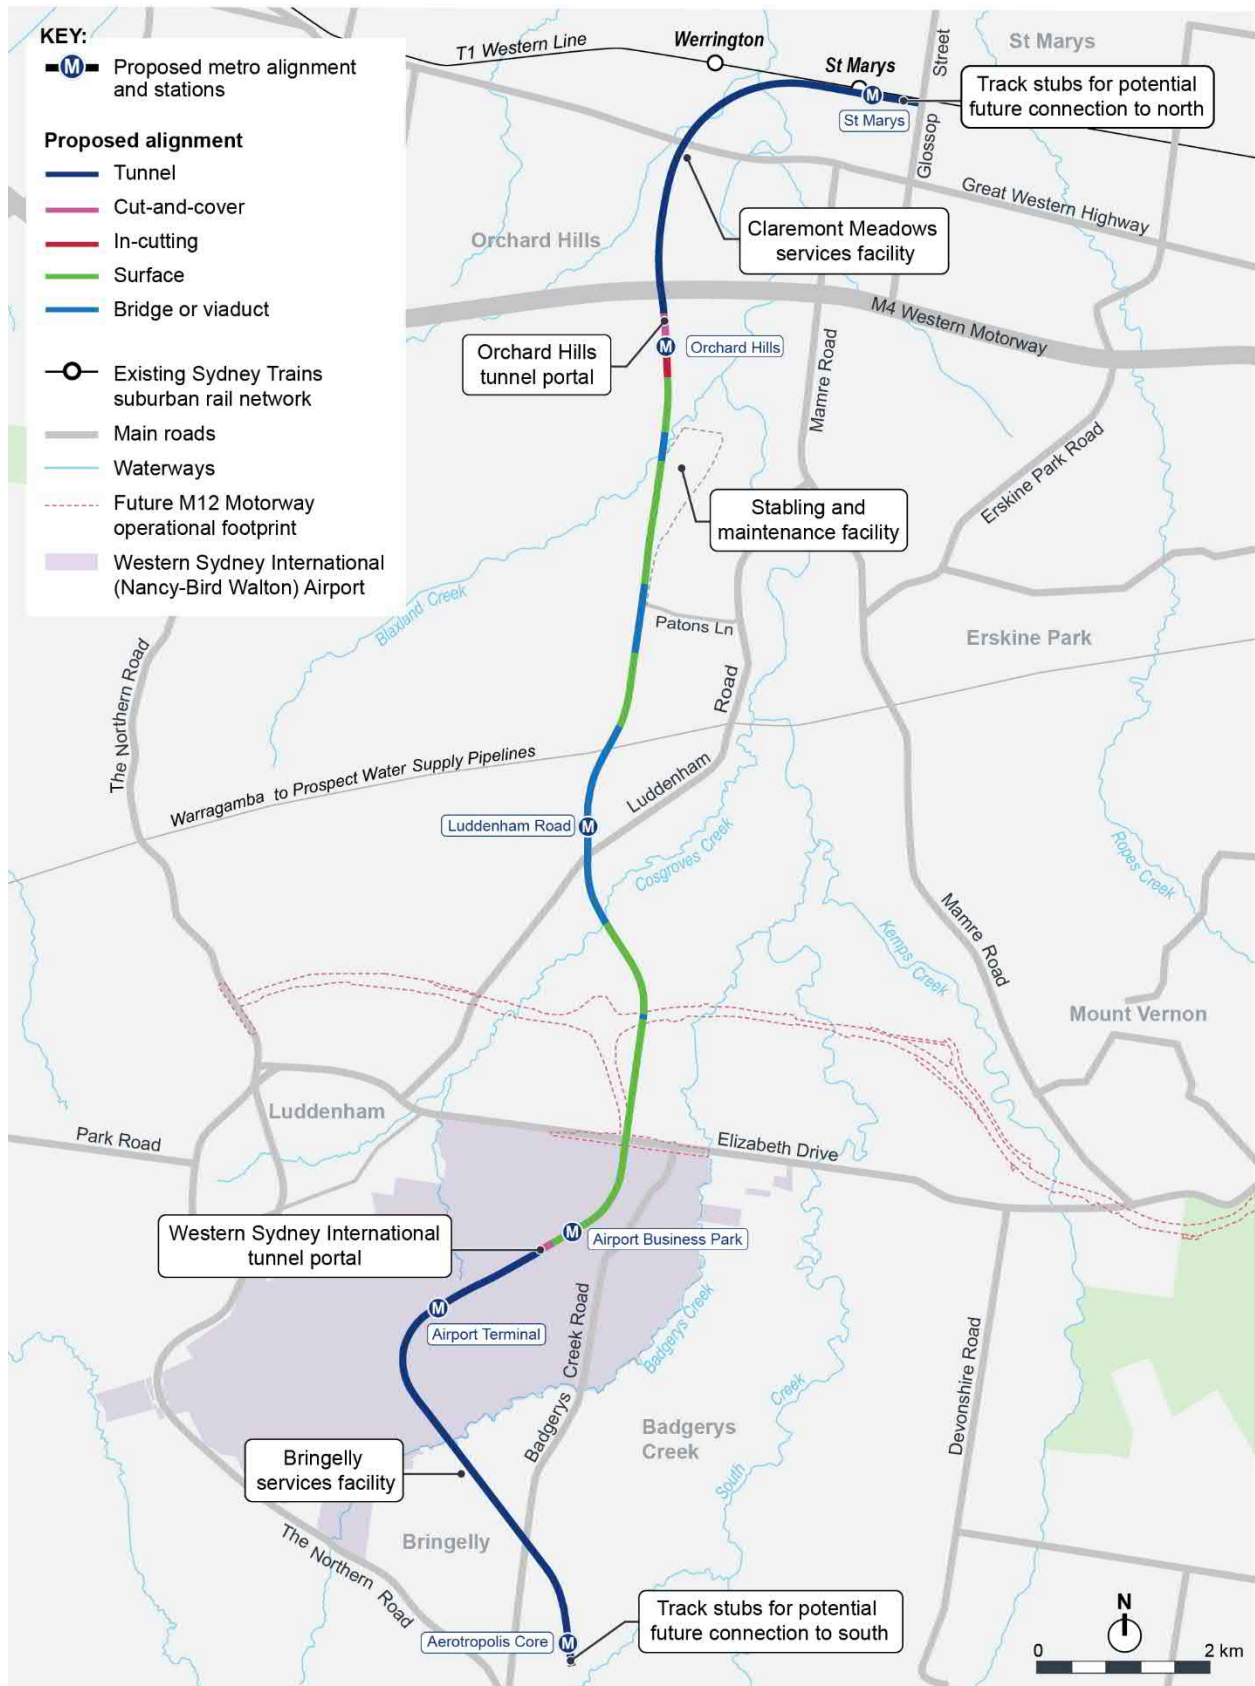 KEY:
Proposed metro alignment
and stations
Proposed alignment
Tunnel
Cut-and-cover
In-cutting
Surface
Bridge or viaduct
Existing Sydney Trains
suburban rail network
Main roads
Waterways
Future M12 Motorway
operational footprint
Western Sydney International
(Nancy-Bird Walton) Airport
T1 Western Line
Werrington
St Marys
M
St Marys
Street
Glossop
St Marys
Track stubs for potential
future connection to north
Great Western Highway
Orchard Hills
Claremont Meadows
services facility
M4 Western Motorway
Orchard Hills
tunnel portal
M
Orchard Hills
Mamre Road
Erskine Park Road
Stabling and
maintenance facility
Blaxland Creek
Patons Ln
Erskine Park
The Northern Road
Road
Luddenham
Warragamba to Prospect Water Supply Pipelines
Luddenham Road
M
Cosgroves Creek
Ropes Creek
Mamre Road
Kemps Creek
Mount Vernon
Luddenham
Park Road
Elizabeth Drive
Western Sydney International
tunnel portal
M
Airport Business Park
M
Airport Terminal
Creek Road
Badgerys
Badgerys Creek
Creek
South
Devonshire Road
Badgerys
Creek
Bringelly
services facility
Bringelly
The Northern Road
Aerotropolis Core
M
Track stubs for potential
future connection to south
N
0 2 km